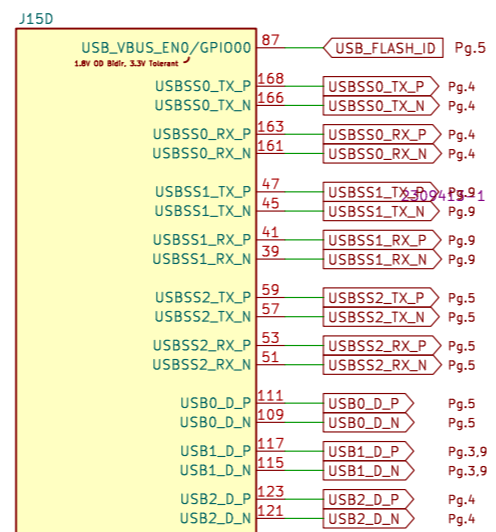 J15D
USB_VBUS_EN0/GPIO00 87 USB_FLASH_ID Pg.5
1.8V OD Bidir, 3.3V Tolerant
USBSS0_TX_P 168 USBSS0_TX_P Pg.4
USBSS0_TX_N 166 USBSS0_TX_N Pg.4
USBSS0_RX_P 163 USBSS0_RX_P Pg.4
USBSS0_RX_N 161 USBSS0_RX_N Pg.4
USBSS1_TX_P 47 USBSS1_TX_P Pg.9
USBSS1_TX_N 45 USBSS1_TX_N Pg.9
USBSS1_RX_P 41 USBSS1_RX_P Pg.9
USBSS1_RX_N 39 USBSS1_RX_N Pg.9
USBSS2_TX_P 59 USBSS2_TX_P Pg.5
USBSS2_TX_N 57 USBSS2_TX_N Pg.5
USBSS2_RX_P 53 USBSS2_RX_P Pg.5
USBSS2_RX_N 51 USBSS2_RX_N Pg.5
USB0_D_P 111 USB0_D_P Pg.5
USB0_D_N 109 USB0_D_N Pg.5
USB1_D_P 117 USB1_D_P Pg.3,9
USB1_D_N 115 USB1_D_N Pg.3,9
USB2_D_P 123 USB2_D_P Pg.4
USB2_D_N 121 USB2_D_N Pg.4